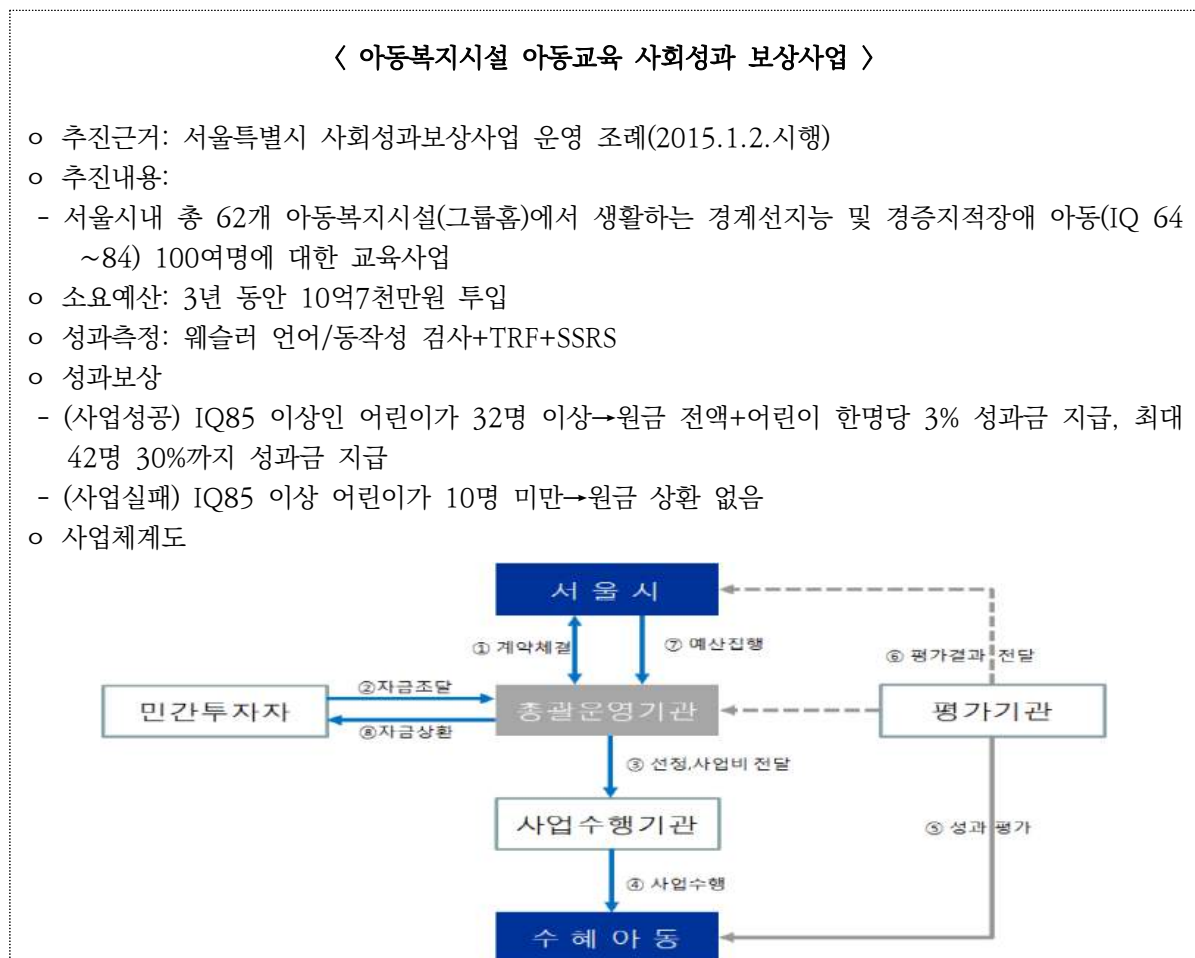 〈 아동복지시설 아동교육 사회성과 보상사업 〉
ㅇ 추진근거: 서울특별시 사회성과보상사업 운영 조례(2015.1.2.시행)
ㅇ 추진내용:
- 서울시내 총 62개 아동복지시설(그룹홈)에서 생활하는 경계선지능 및 경증지적장애 아동(IQ 64
~84) 100여명에 대한 교육사업
ㅇ 소요예산: 3년 동안 10억7천만원 투입
ㅇ 성과측정: 웨슬러 언어/동작성 검사+TRF+SSRS
ㅇ 성과보상
- (사업성공) IQ85 이상인 어린이가 32명 이상→원금 전액+어린이 한명당 3% 성과금 지급, 최대
42명 30%까지 성과금 지급
- (사업실패) IQ85 이상 어린이가 10명 미만→원금 상환 없음
ㅇ 사업체계도
서 울 시
① 계약체결
⑦ 예산집행
⑥ 평가결과 전달
민간투자자
②자금조달
⑧자금상환
총괄운영기관
평가기관
③ 선정,사업비 전달
사업수행기관
⑤ 성과 평가
④ 사업수행
수 혜 아 동